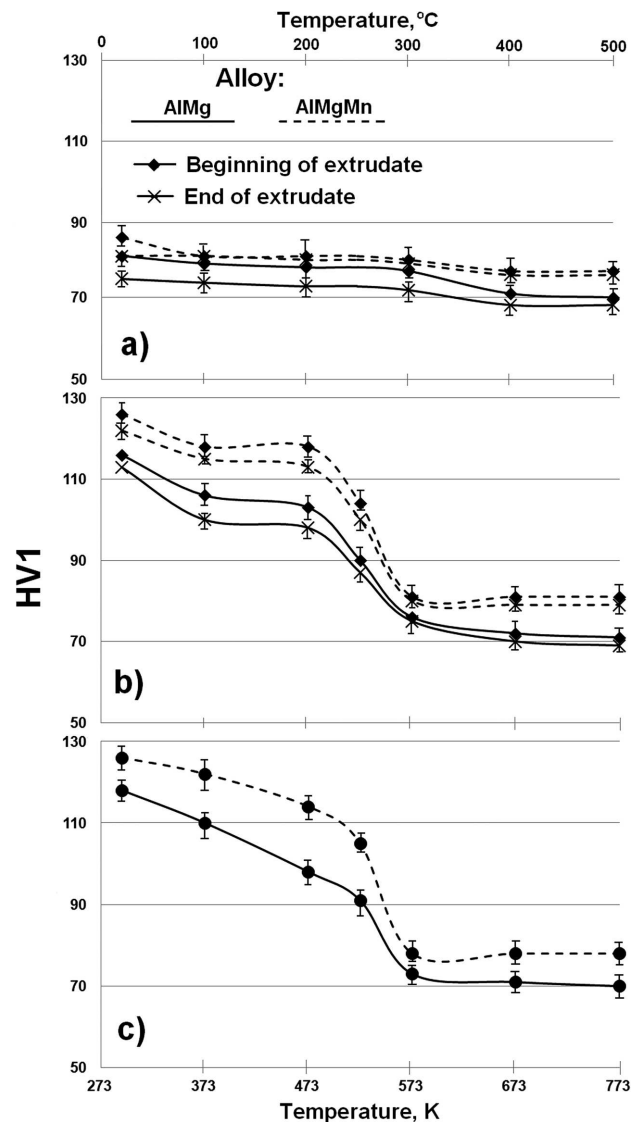 Temperature,°C
0 100 200 300 400 500
130
Alloy:
AlMg AlMgMn
110
Beginning of extrudate
End of extrudate
90
70
a)
50
130
110
90
70
b)
50
HV1
130
110
90
70
c)
50
273 373 473 573 673 773
Temperature, K